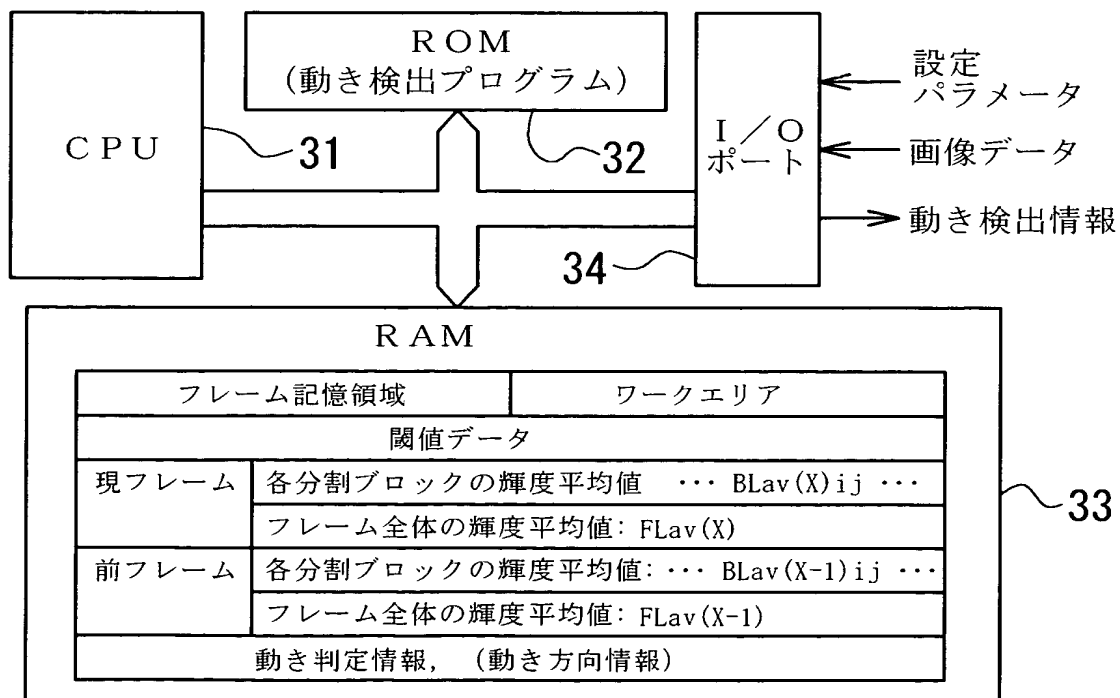 CPU
31
ROM
(動き検出プログラム)
32
I/O
ポート
34
設定
パラメータ
画像データ
動き検出情報
RAM
33
フレーム記憶領域 ワークエリア
閾値データ
現フレーム 各分割ブロックの輝度平均値 ··· BLav(X)ij ···
フレーム全体の輝度平均値: FLav(X)
前フレーム 各分割ブロックの輝度平均値: ··· BLav(X-1)ij ···
フレーム全体の輝度平均値: FLav(X-1)
動き判定情報, (動き方向情報)